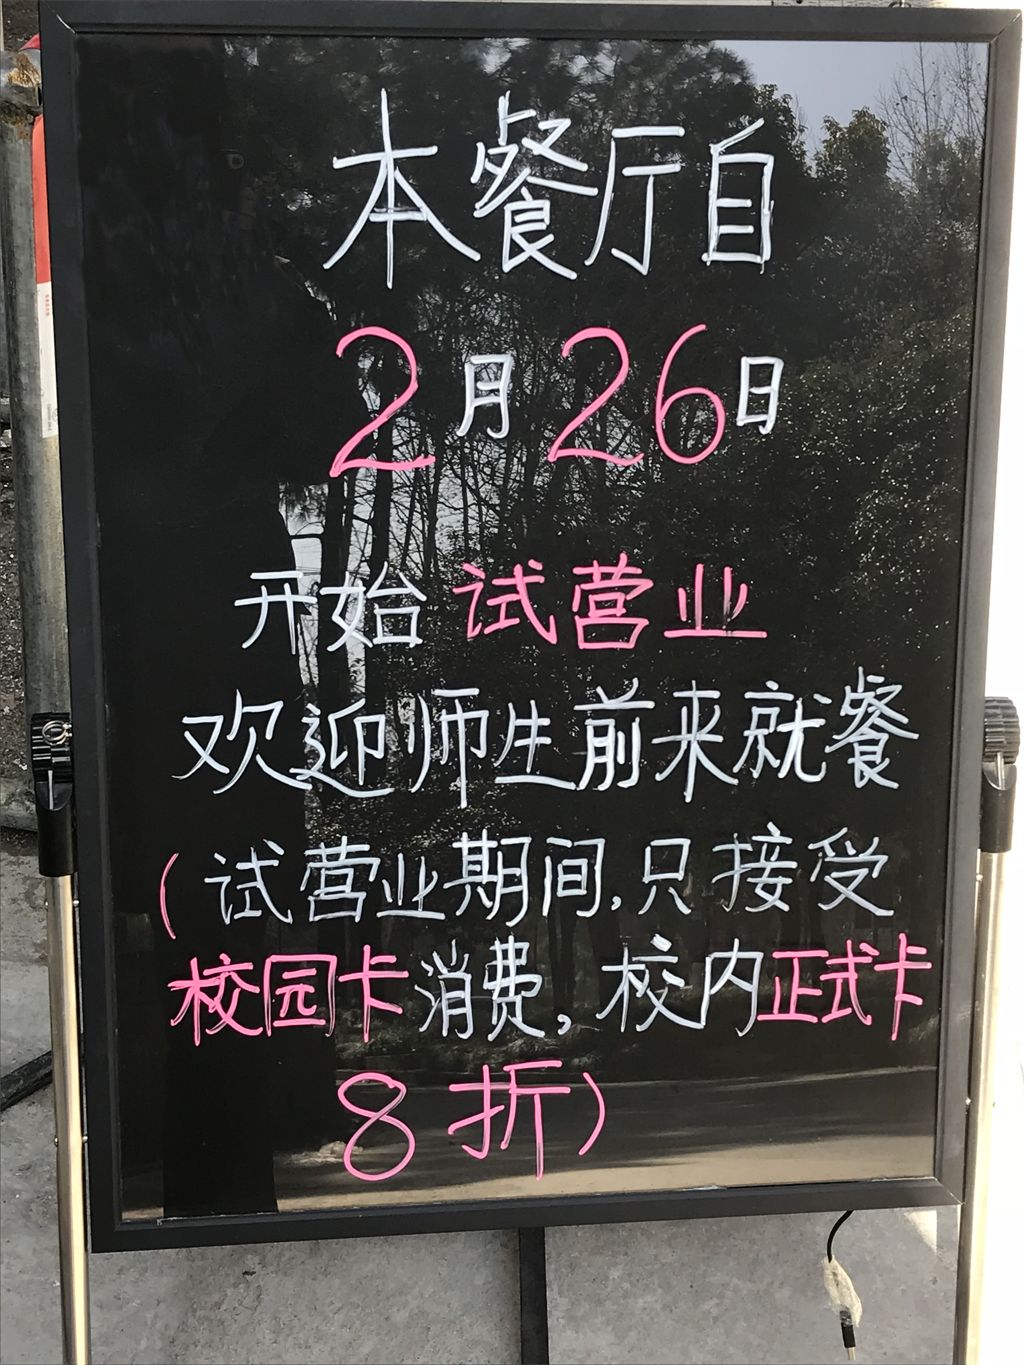 本餐厅自
2月26日
开始试营业
欢迎师生前来就餐
(试营业期间,只接受
校园卡消费,校内正式卡
8折)